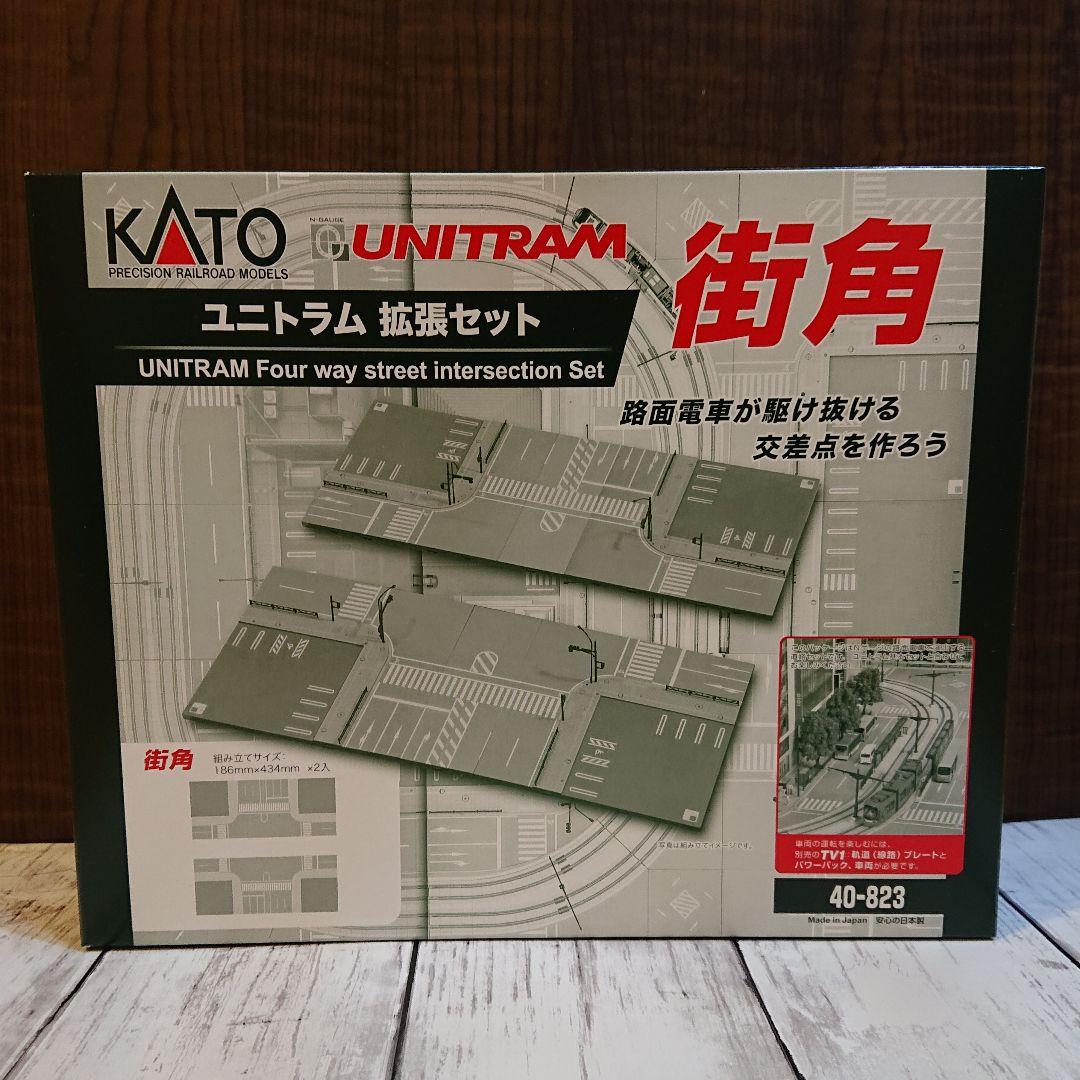 KATO
PRECISION RAILROAD MODELS
N-GAUGE
UNITRAM
街角
ユニトラム 拡張セット
UNITRAM Four way street intersection Set
路面電車が駆け抜ける
交差点を作ろう
街角
組み立てサイズ:
186mm×434mm ×2入
写真は組み立てイメージです。
車両の運転を楽しむには、
別売のTV1:軌道(線路)プレートと
パワーパック、車両が必要です。
40-823
Made in Japan 安心の日本製